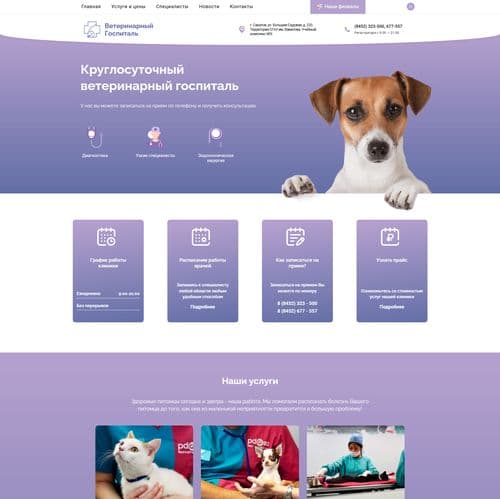 Главная Услуги и цены Специалисты Новости Контакты Наши филиалы
Ветеринарный
Госпиталь
г. Саратов, ул. Большая Садовая, д. 220,
Территория СГАУ им. Вавилова, Учебный
комплекс №3
(8452) 323-500, 677-557
Регистратура с 9.00. – 21.00.
Круглосуточный
ветеринарный госпиталь
У нас вы можете записаться на прием по телефону и получить консультацию.
Диагностика
Узкие специалисты
Эндоскопическая
хирургия
График работы
клиники
Ежедневно
9.00-21.00
Без перерывов
Расписание работы
врачей
Запишись к специалисту
любой области любым
удобным способом
Подробнее
Как записаться на
прием?
Записаться на прием Вы
можете по номеру
8 (8452) 323 - 500
8 (8452) 677 - 557
Узнать прайс
Ознакомьтесь со стоимостью
услуг нашей клиники
Подробнее
Наши услуги
Здоровые питомцы сегодня и завтра - наша работа. Мы помогаем распознать болезнь Вашего
питомца до того, как она из маленькой неприятности превратится в большую проблему!